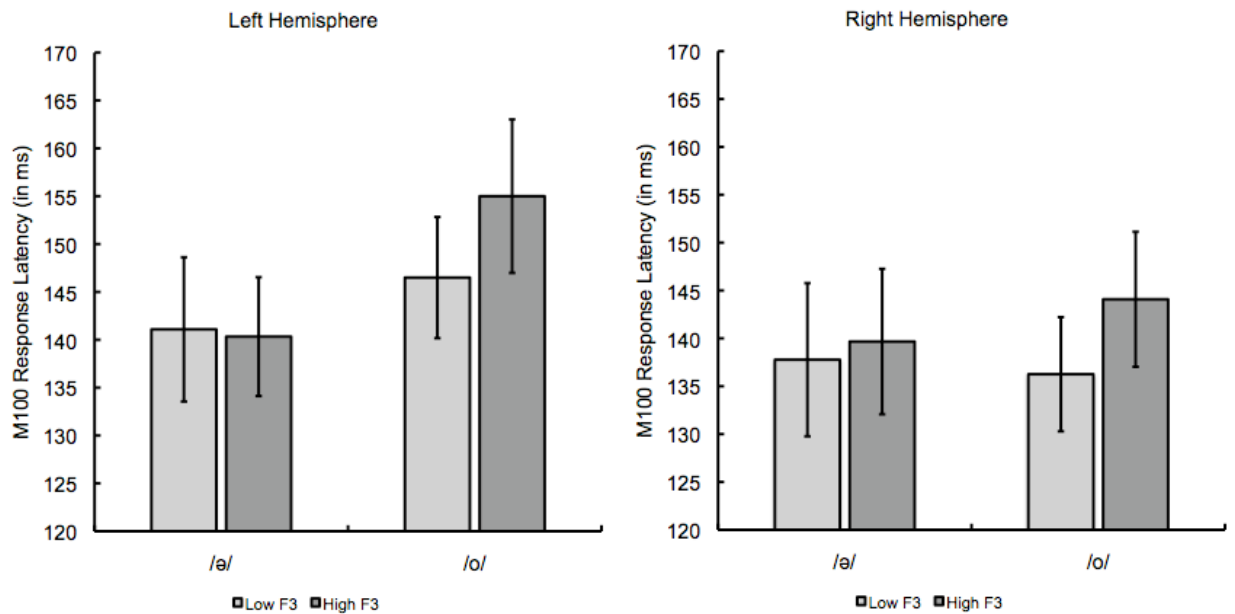 Left Hemisphere
M100 Response Latency (in ms)
170
165
160
155
150
145
140
135
130
125
120
/ə/ /o/
Low F3 High F3
Right Hemisphere
M100 Response Latency (in ms)
170
165
160
155
150
145
140
135
130
125
120
/ə/ /o/
Low F3 High F3